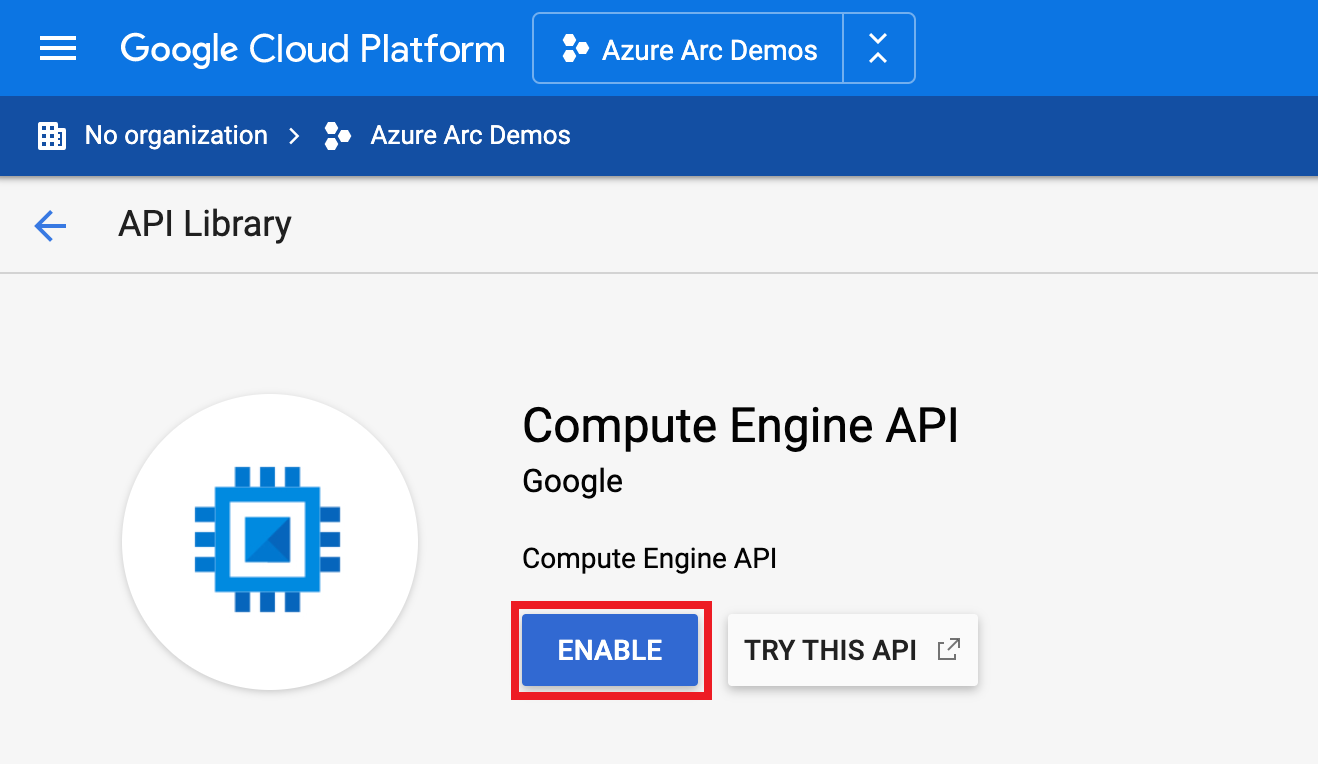 Google Cloud Platform Azure Arc Demos
No organization Azure Arc Demos
API Library
Compute Engine API
Google
Compute Engine API
ENABLE TRY THIS API